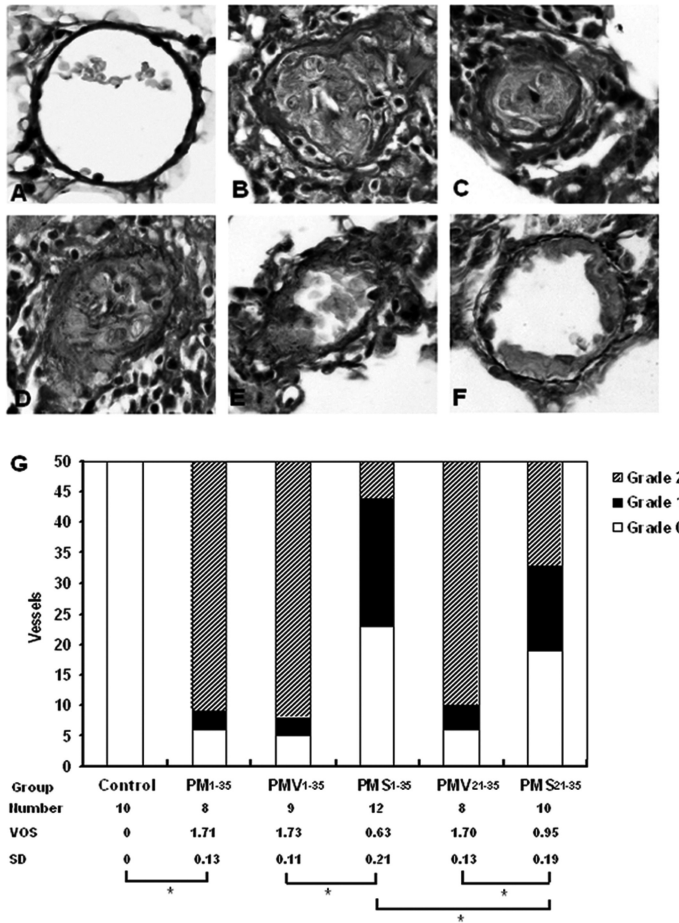 A
B
C
D
E
F
G
50
45
40
35
30
25
20
15
10
5
0
Vessels
Grade 2
Grade 1
Grade 0
Group Control PM1-35 PMV1-35 PMS1-35 PMV21-35 PMS21-35
Number 10 8 9 12 8 10
VOS 0 1.71 1.73 0.63 1.70 0.95
SD 0 0.13 0.11 0.21 0.13 0.19
* * *
*